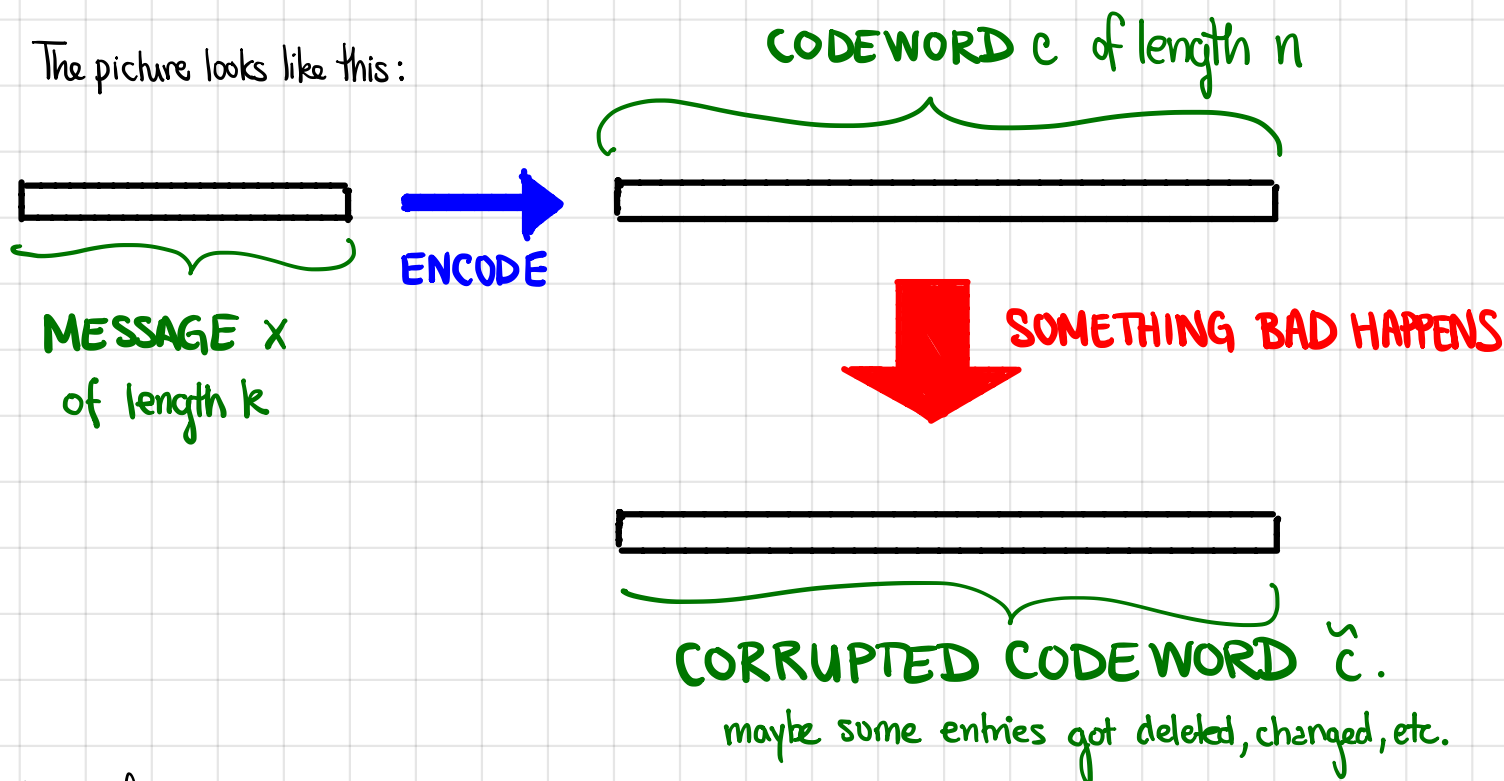 The picture looks like this:
CODEWORD c of length n
ENCODE
MESSAGE x
of length k
SOMETHING BAD HAPPENS
CORRUPTED CODEWORD c̃.
maybe some entries got deleted, changed, etc.